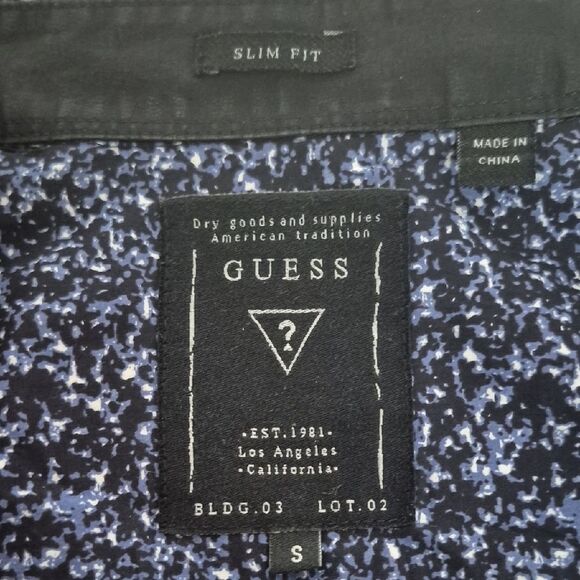 SLIM FIT
MADE IN
CHINA
Dry goods and supplies
American tradition
GUESS
?
•EST.1981•
Los Angeles
•California•
BLDG.03 LOT.02
S